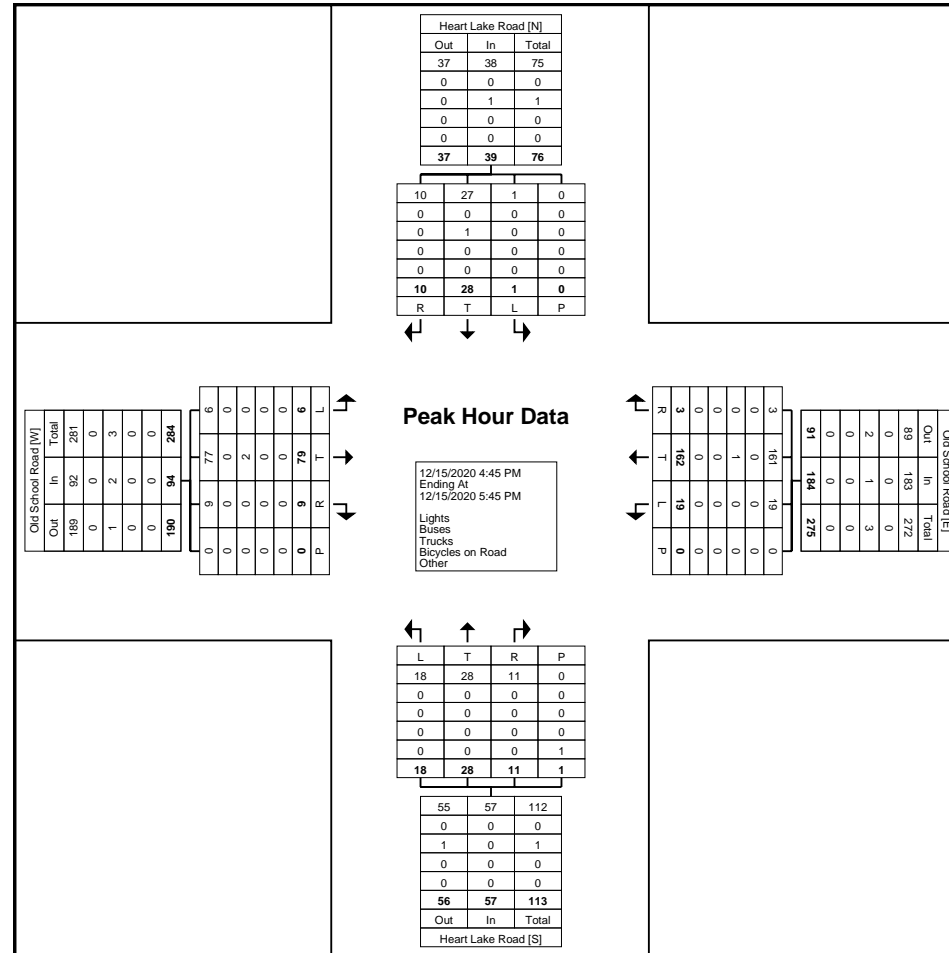 Heart Lake Road [N]
Out In Total
37 38 75
0 0 0
0 1 1
0 0 0
0 0 0
37 39 76
10 27 1 0
0 0 0 0
0 1 0 0
0 0 0 0
0 0 0 0
10 28 1 0
R T L P
Old School Road [W]
Total In Out
281 92 189
0 0 0
3 2 1
0 0 0
0 0 0
284 94 190
6 77 9 0
0 0 0 0
0 2 0 0
0 0 0 0
0 0 0 0
6 79 9 0
L T R P
Peak Hour Data
12/15/2020 4:45 PM
Ending At
12/15/2020 5:45 PM
Lights
Buses
Trucks
Bicycles on Road
Other
R T L P
3 162 19 0
0 0 0 0
0 0 0 0
0 1 0 0
0 0 0 0
3 161 19 0
91 184 275
0 0 0
0 0 0
2 1 3
0 0 0
89 183 272
Out In Total
Old School Road [E]
L T R P
18 28 11 0
0 0 0 0
0 0 0 0
0 0 0 0
0 0 0 1
18 28 11 1
55 57 112
0 0 0
1 0 1
0 0 0
0 0 0
56 57 113
Out In Total
Heart Lake Road [S]